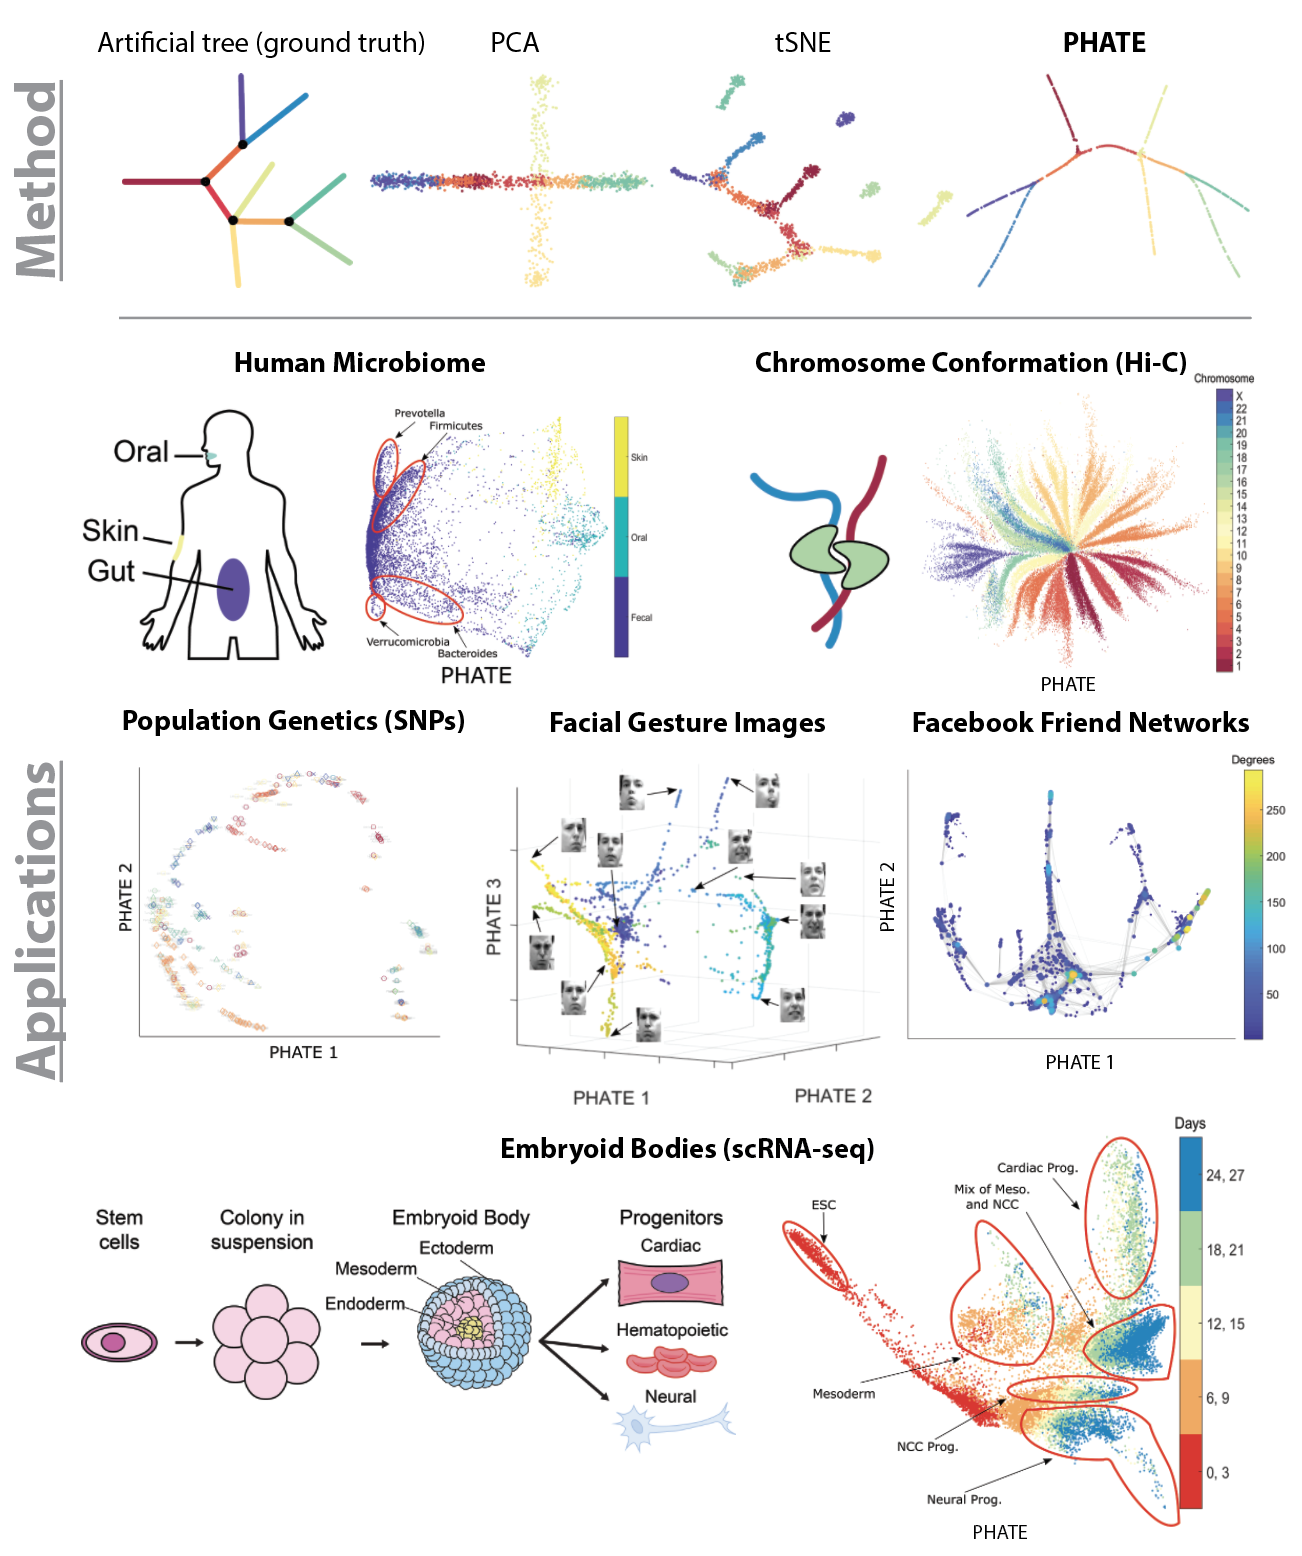 Method
Artificial tree (ground truth)
PCA
tSNE
PHATE
Applications
Human Microbiome
Oral
Skin
Gut
Prevotella
Firmicutes
Verrucomicrobia
Bacteroides
PHATE
Skin
Oral
Fecal
Chromosome Conformation (Hi-C)
Chromosome
X
22
21
20
19
18
17
16
15
14
13
12
11
10
9
8
7
6
5
4
3
2
1
PHATE
Population Genetics (SNPs)
PHATE 2
PHATE 1
Facial Gesture Images
PHATE 3
PHATE 1
PHATE 2
Facebook Friend Networks
Degrees
250
200
150
100
50
PHATE 2
PHATE 1
Embryoid Bodies (scRNA-seq)
Stem
cells
Colony in
suspension
Embryoid Body
Ectoderm
Mesoderm
Endoderm
Progenitors
Cardiac
Hematopoietic
Neural
ESC
Cardiac Prog.
Mix of Meso.
and NCC
Mesoderm
NCC Prog.
Neural Prog.
PHATE
Days
24, 27
18, 21
12, 15
6, 9
0, 3